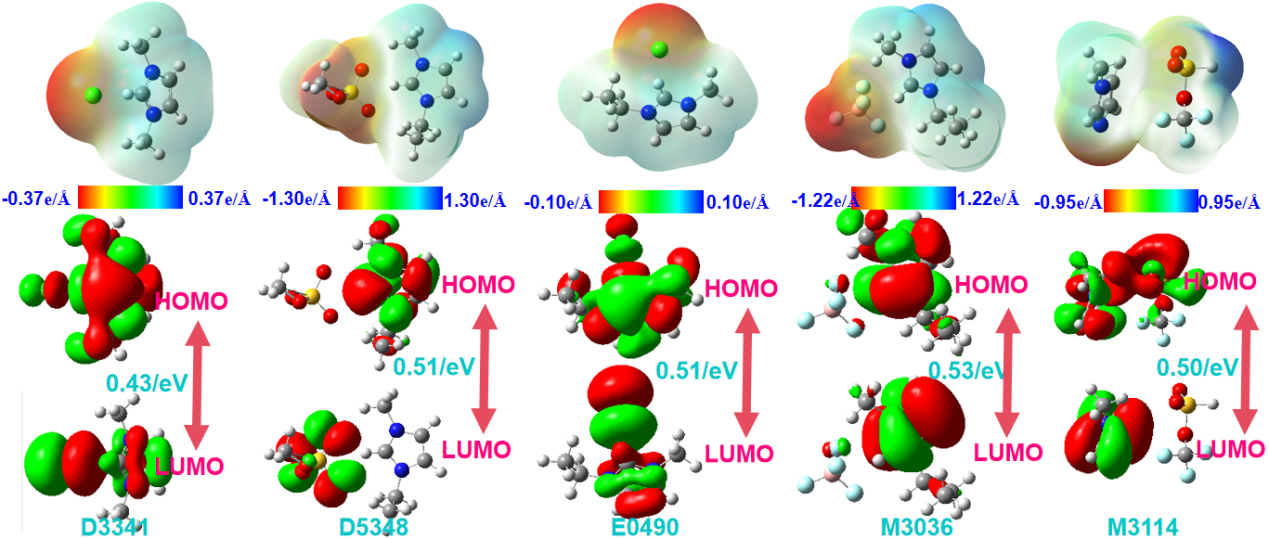 -0.37e/Å 0.37e/Å -1.30e/Å 1.30e/Å -0.10e/Å 0.10e/Å -1.22e/Å 1.22e/Å -0.95e/Å 0.95e/Å
HOMO HOMO HOMO HOMO HOMO
0.43/eV 0.51/eV 0.51/eV 0.53/eV 0.50/eV
LUMO LUMO LUMO LUMO LUMO
D3341 D5348 E0490 M3036 M3114